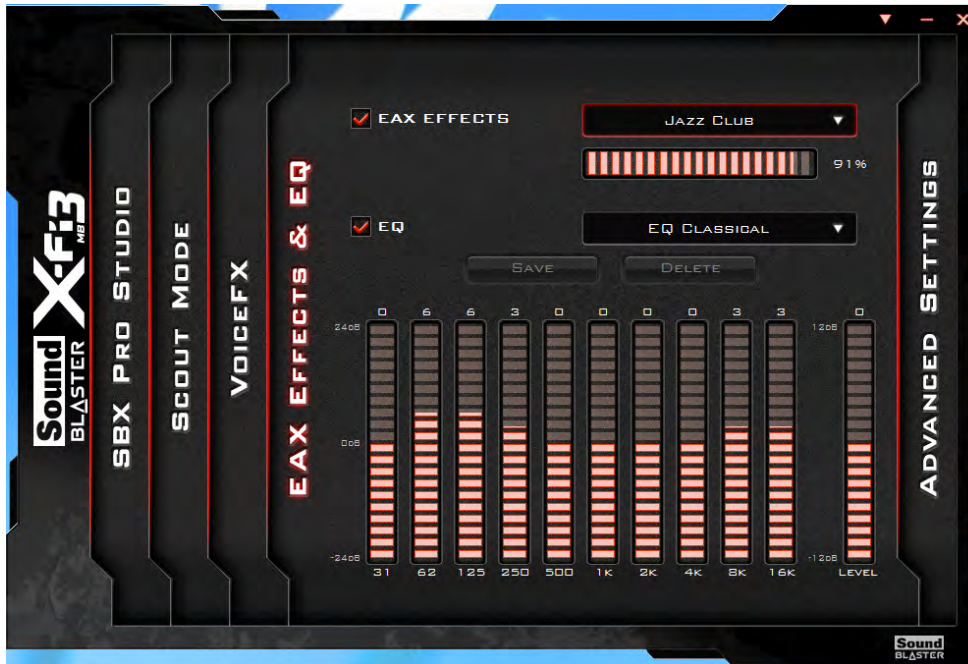 Sound
BLASTER
X-Fi
MB
3
SBX PRO STUDIO
SCOUT MODE
VOICEFX
EAX EFFECTS & EQ
EAX EFFECTS
JAZZ CLUB
91%
EQ
EQ CLASSICAL
SAVE
DELETE
0 6 6 3 0 0 0 0 3 3 0
24DB
12DB
0DB
-24DB
-12DB
31 62 125 250 500 1K 2K 4K 8K 16K LEVEL
ADVANCED SETTINGS
Sound
BLASTER